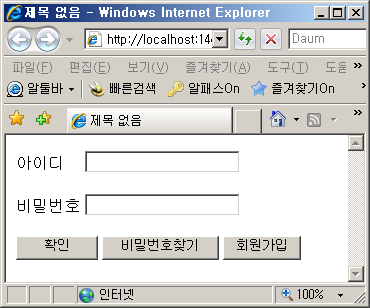 제목 없음 - Windows Internet Explorer
http://localhost:14
Daum
파일(F) 편집(E) 보기(V) 즐겨찾기(A) 도구(T)
알툴바 빠른검색 알패스On 즐겨찾기On
제목 없음
아이디
비밀번호
확인 비밀번호찾기 회원가입
인터넷 100%